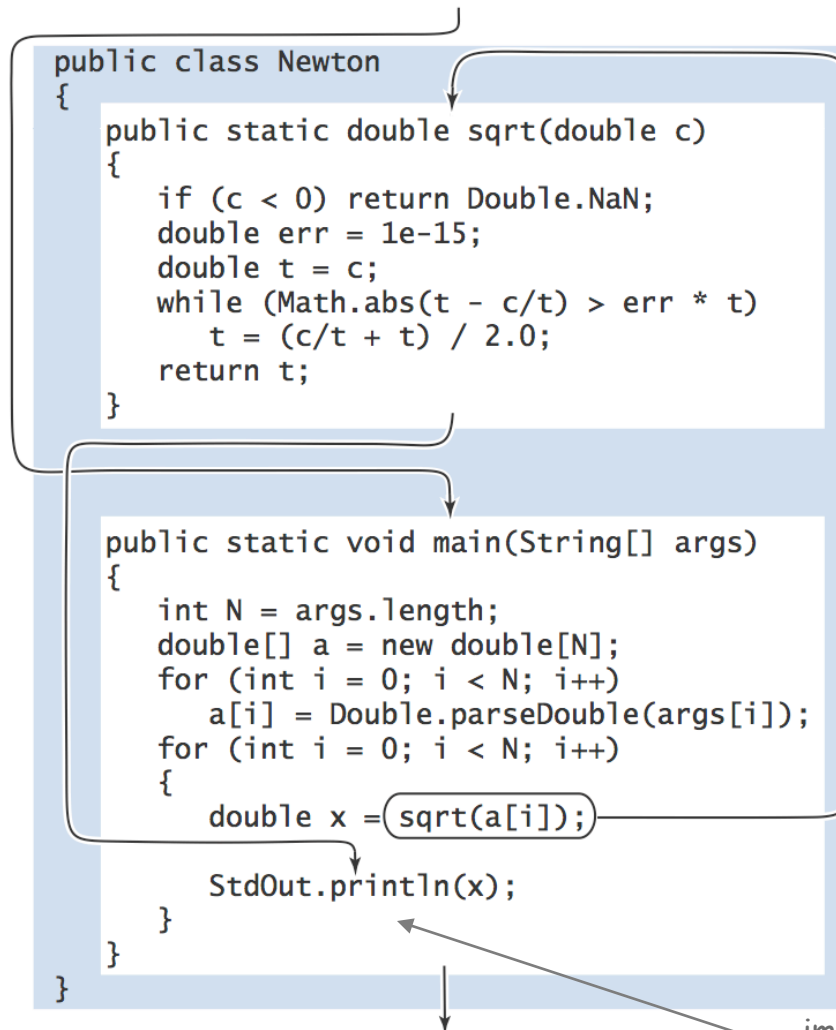 public class Newton
{
public static double sqrt(double c)
{
if (c < 0) return Double.NaN;
double err = 1e-15;
double t = c;
while (Math.abs(t - c/t) > err * t)
t = (c/t + t) / 2.0;
return t;
}
public static void main(String[] args)
{
int N = args.length;
double[] a = new double[N];
for (int i = 0; i < N; i++)
a[i] = Double.parseDouble(args[i]);
for (int i = 0; i < N; i++)
{
double x = sqrt(a[i]);
StdOut.println(x);
}
}
}